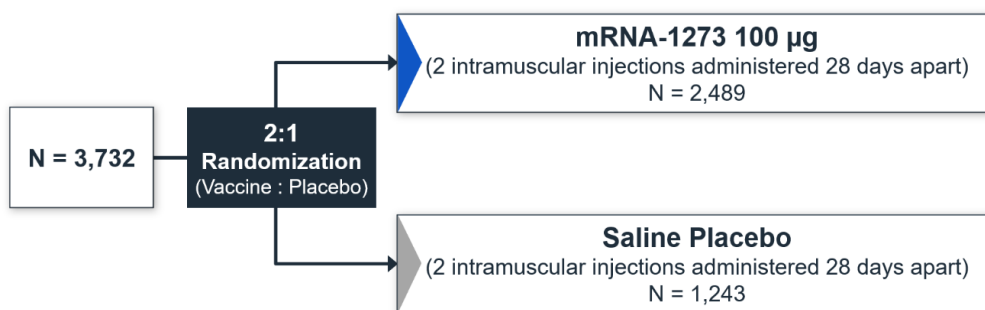 N = 3,732
2:1
Randomization
(Vaccine : Placebo)
mRNA-1273 100 µg
(2 intramuscular injections administered 28 days apart)
N = 2,489
Saline Placebo
(2 intramuscular injections administered 28 days apart)
N = 1,243